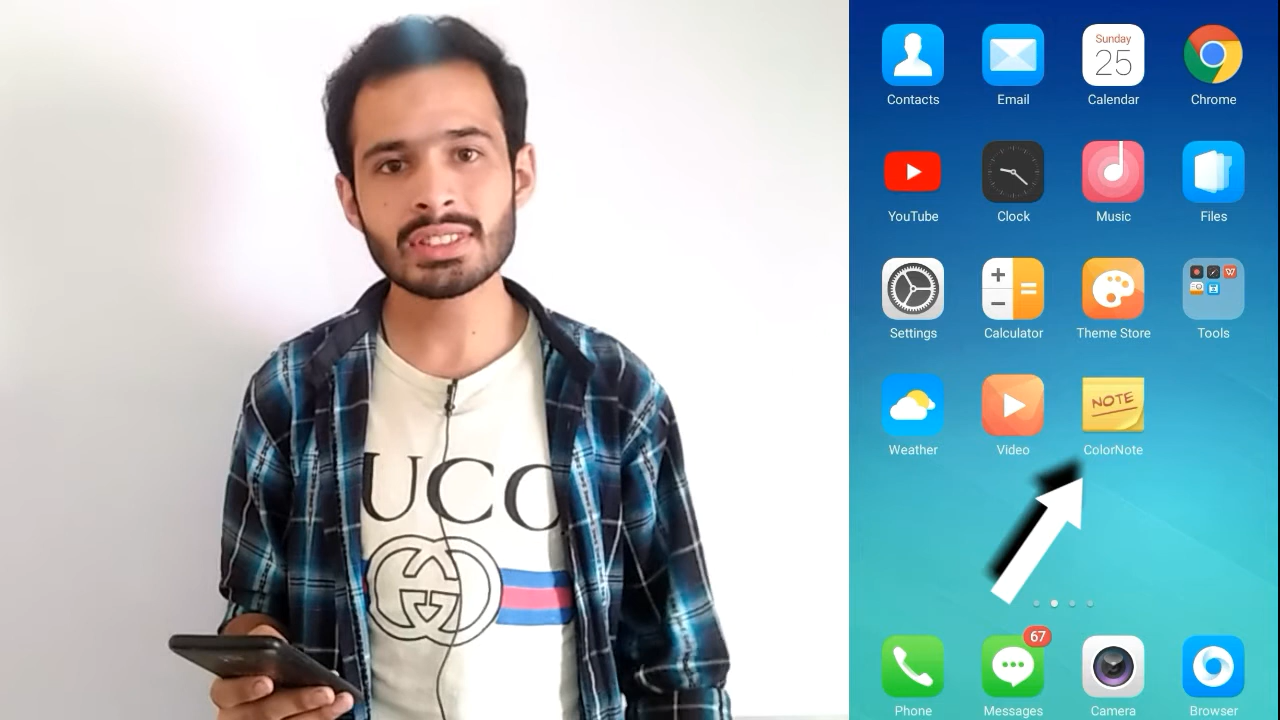 UCC
Contacts
Email
Sunday
25
Calendar
Chrome
YouTube
Clock
Music
Files
Settings
Calculator
Theme Store
Tools
Weather
Video
NOTE
ColorNote
67
Phone
Messages
Camera
Browser